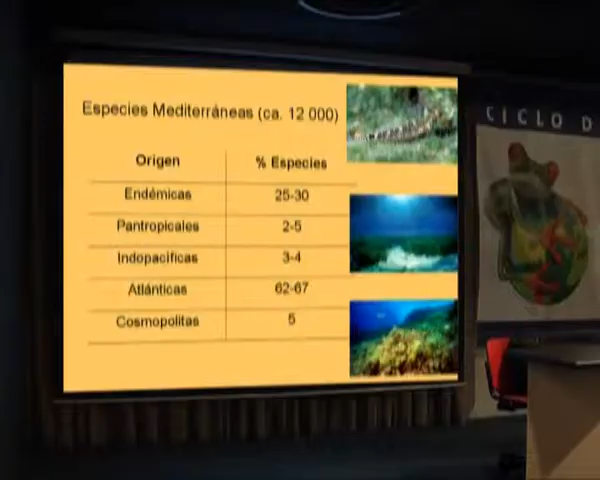 Especies Mediterráneas (ca. 12 000)
Origen % Especies
Endémicas 25-30
Pantropicales 2-5
Indopacíficas 3-4
Atlánticas 62-67
Cosmopolitas 5
CICLO D